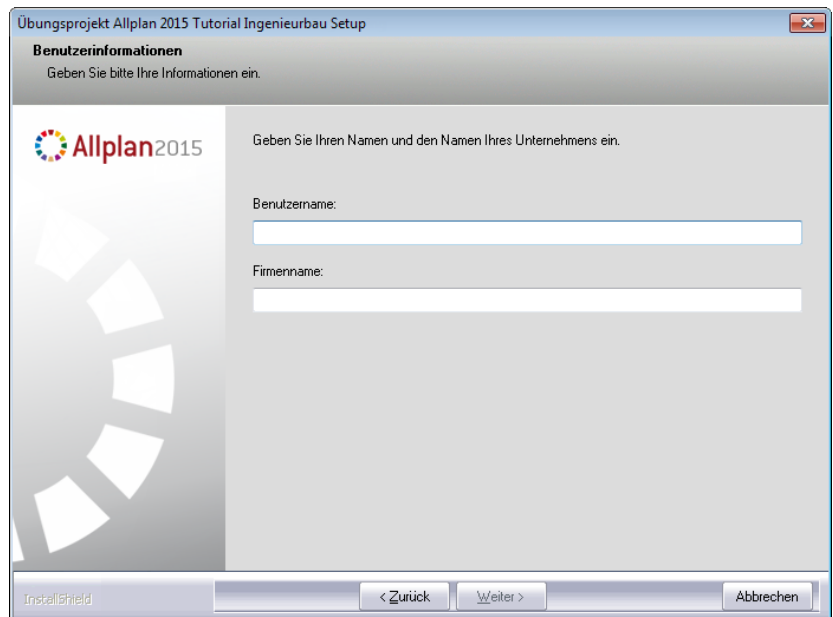 Übungsprojekt Allplan 2015 Tutorial Ingenieurbau Setup
Benutzerinformationen
Geben Sie bitte Ihre Informationen ein.
Allplan2015
Geben Sie Ihren Namen und den Namen Ihres Unternehmens ein.
Benutzername:
Firmenname:
InstallShield
< Zurück
Weiter >
Abbrechen